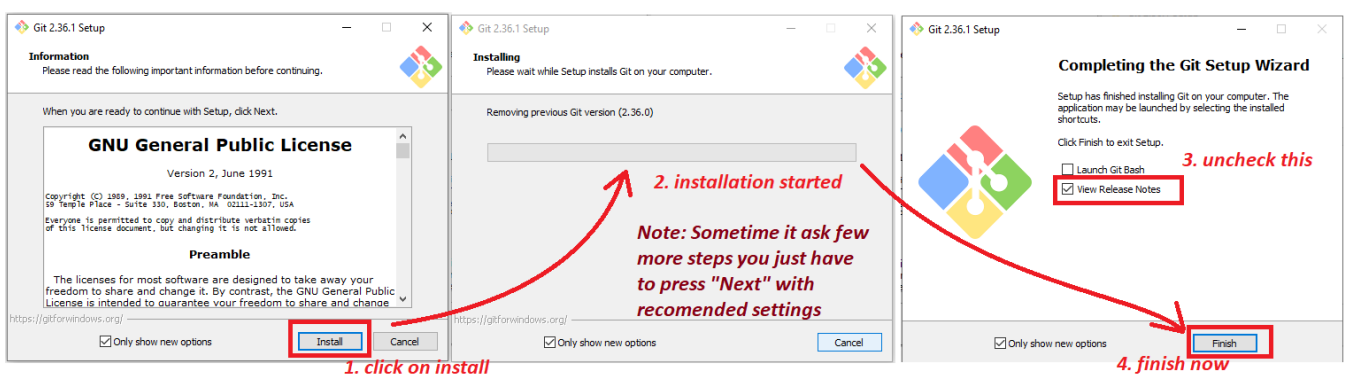 Git 2.36.1 Setup
Information
Please read the following important information before continuing.
When you are ready to continue with Setup, click Next.
GNU General Public License
Version 2, June 1991
Copyright (C) 1989, 1991 Free Software Foundation, Inc.
59 Temple Place - Suite 330, Boston, MA 02111-1307, USA
Everyone is permitted to copy and distribute verbatim copies
of this license document, but changing it is not allowed.
Preamble
The licenses for most software are designed to take away your
freedom to share and change it. By contrast, the GNU General Public
License is intended to guarantee your freedom to share and change
https://gitforwindows.org/
Only show new options
Install
Cancel
1. click on install
Git 2.36.1 Setup
Installing
Please wait while Setup installs Git on your computer.
Removing previous Git version (2.36.0)
2. installation started
Note: Sometime it ask few
more steps you just have
to press "Next" with
recomended settings
https://gitforwindows.org/
Only show new options
Cancel
Git 2.36.1 Setup
Completing the Git Setup Wizard
Setup has finished installing Git on your computer. The
application may be launched by selecting the installed
shortcuts.
Click Finish to exit Setup.
Launch Git Bash
3. uncheck this
View Release Notes
Only show new options
Finish
4. finish now